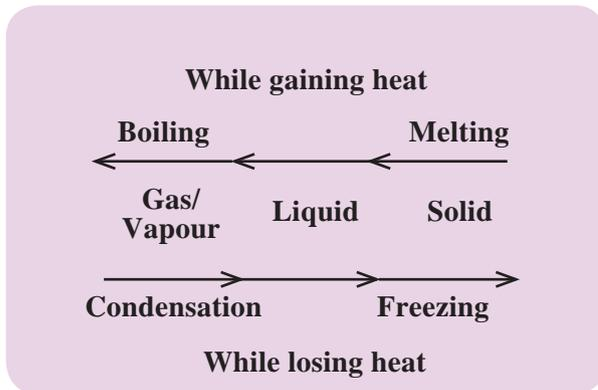 While gaining heat
Boiling Melting
Gas/
Vapour Liquid Solid
Condensation Freezing
While losing heat